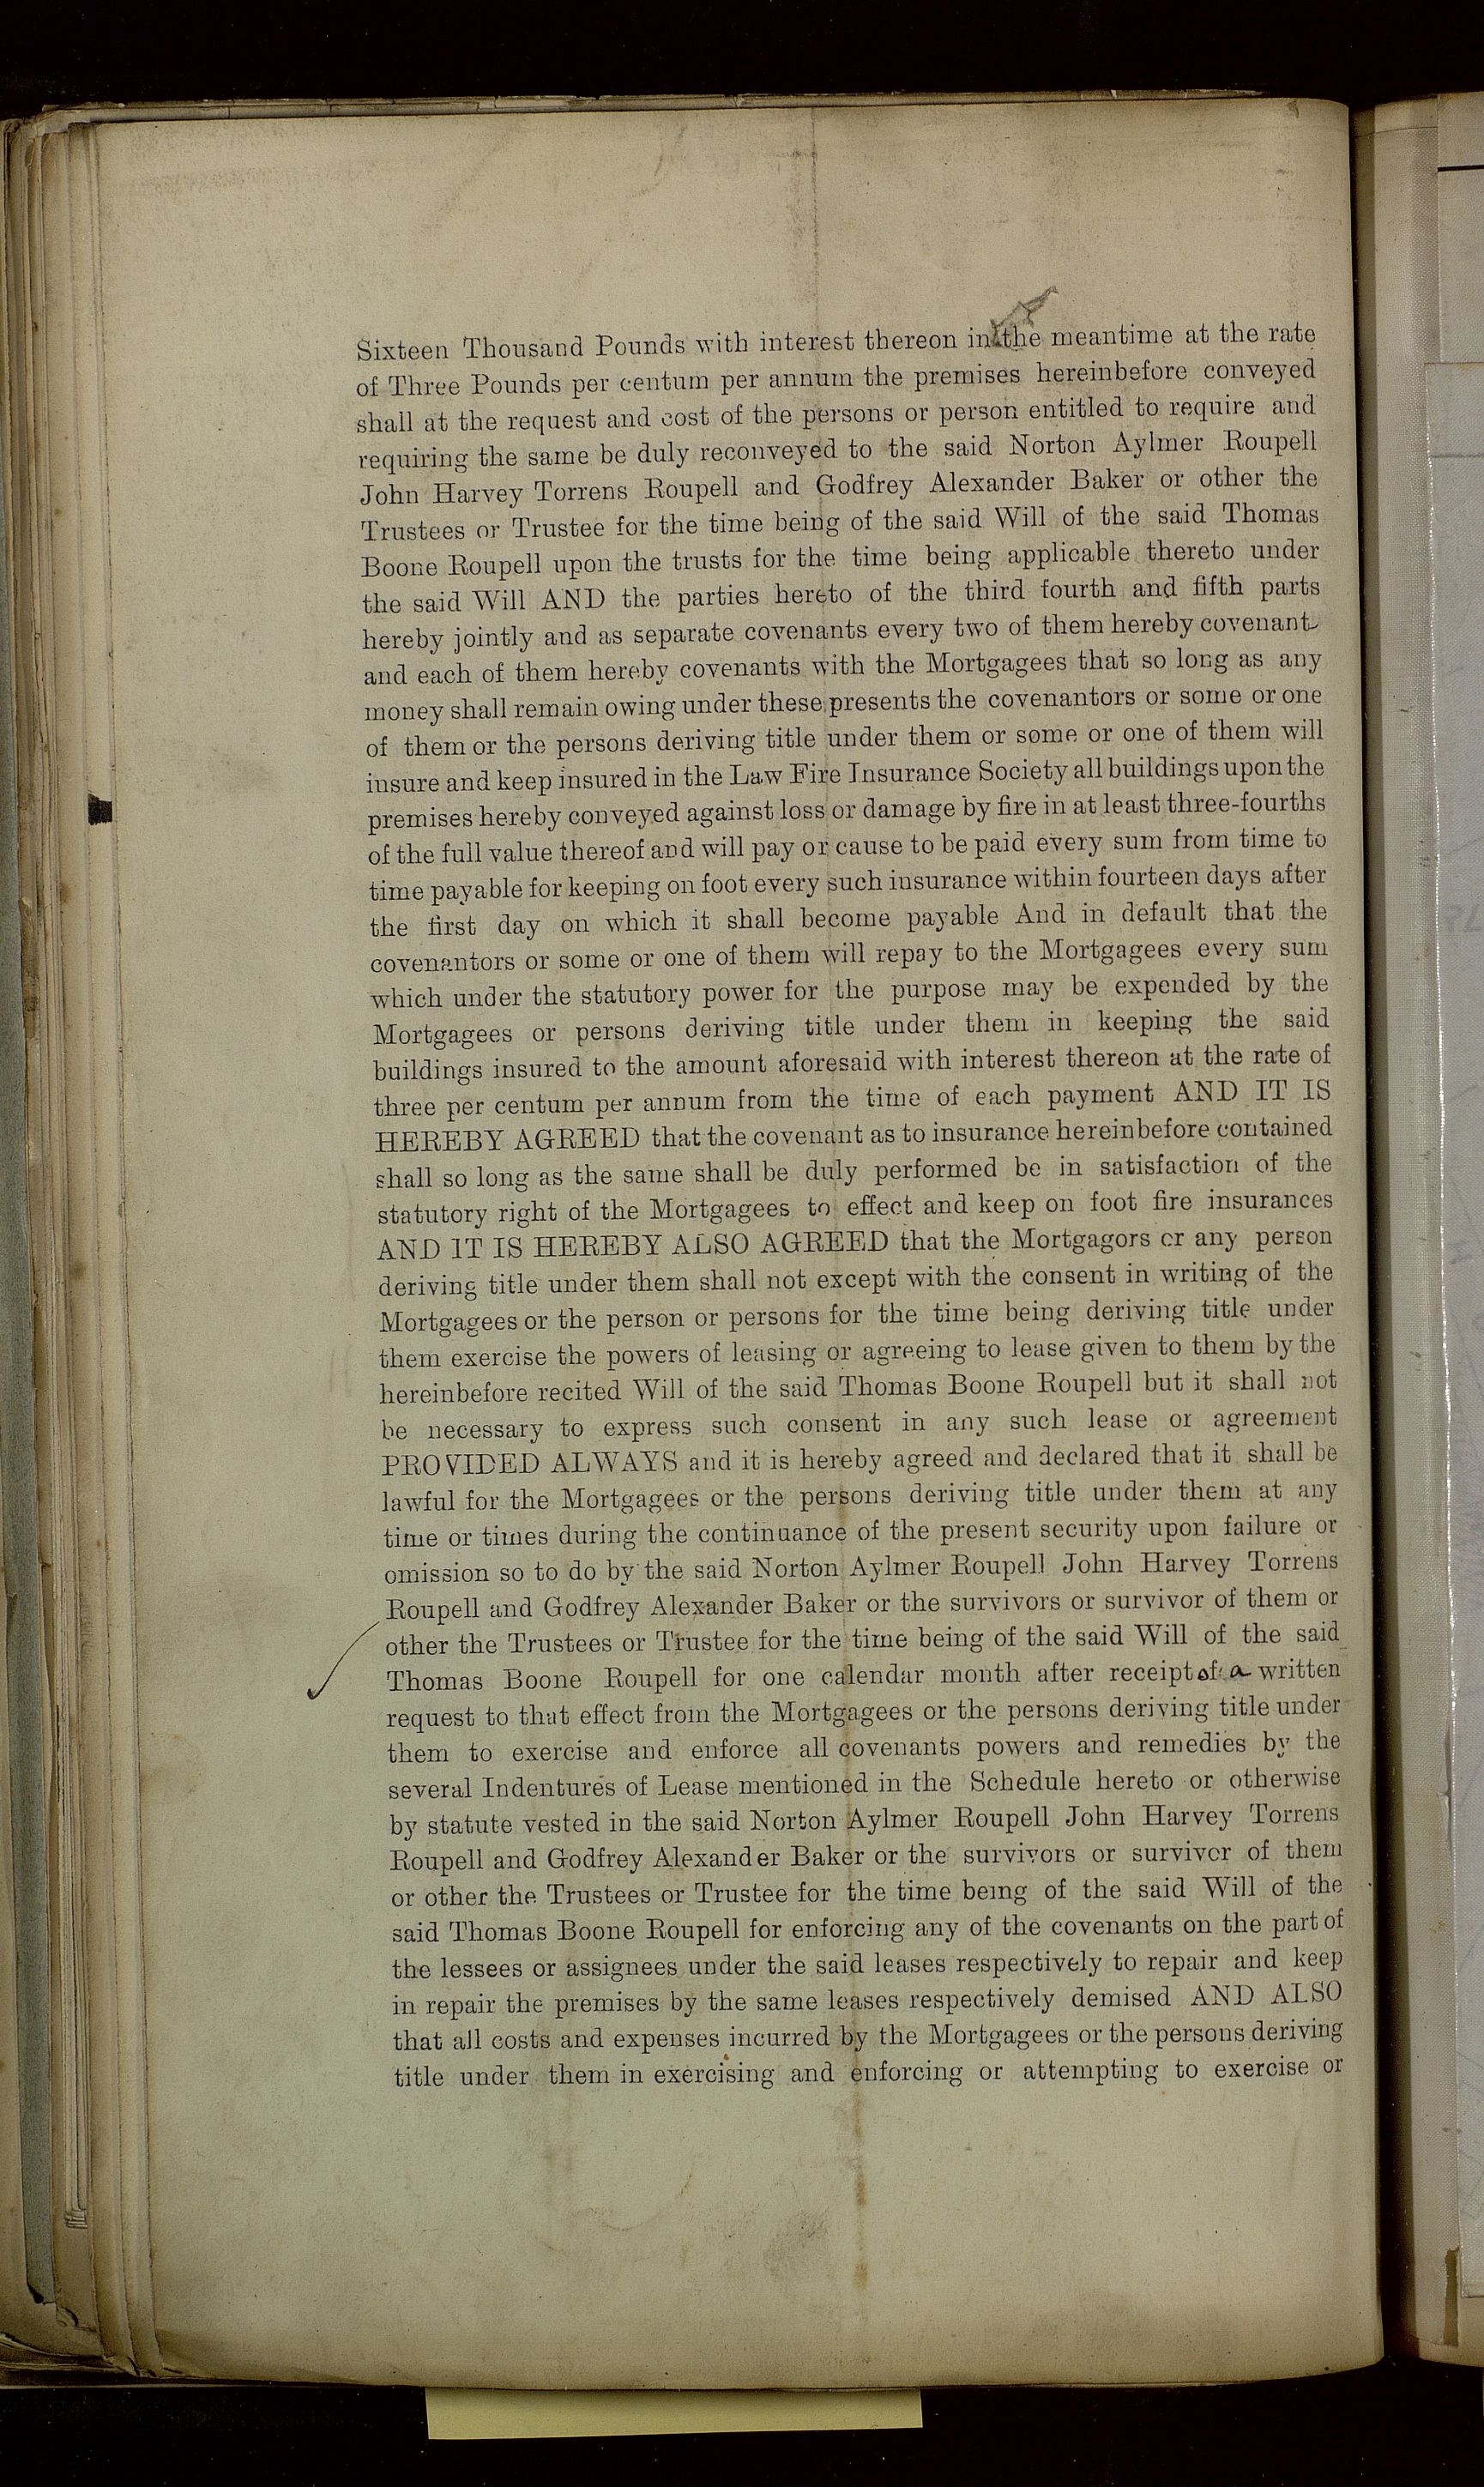 Sixteen Thousand Pounds with interest thereon in the meantime at the rate
of Three Pounds per centum per annum the premises hereinbefore conveyed
shall at the request and cost of the persons or person entitled to require and
requiring the same be duly reconveyed to the said Norton Aylmer Roupell
John Harvey Torrens Roupell and Godfrey Alexander Baker or other the
Trustees or Trustee for the time being of the said Will of the said Thomas
Boone Roupell upon the trusts for the time being applicable thereto under
the said Will AND the parties hereto of the third fourth and fifth parts
hereby jointly and as separate covenants every two of them hereby covenant
and each of them hereby covenants with the Mortgagees that so long as any
money shall remain owing under these presents the covenantors or some or one
of them or the persons deriving title under them or some or one of them will
insure and keep insured in the Law Fire Insurance Society all buildings upon the
premises hereby conveyed against loss or damage by fire in at least three-fourths
of the full value thereof and will pay or cause to be paid every sum from time to
time payable for keeping on foot every such insurance within fourteen days after
the first day on which it shall become payable And in default that the
covenantors or some or one of them will repay to the Mortgagees every sum
which under the statutory power for the purpose may be expended by the
Mortgagees or persons deriving title under them in keeping the said
buildings insured to the amount aforesaid with interest thereon at the rate of
three per centum per annum from the time of each payment AND IT IS
HEREBY AGREED that the covenant as to insurance hereinbefore contained
shall so long as the same shall be duly performed be in satisfaction of the
statutory right of the Mortgagees to effect and keep on foot fire insurances
AND IT IS HEREBY ALSO AGREED that the Mortgagors or any person
deriving title under them shall not except with the consent in writing of the
Mortgagees or the person or persons for the time being deriving title under
them exercise the powers of leasing or agreeing to lease given to them by the
hereinbefore recited Will of the said Thomas Boone Roupell but it shall not
be necessary to express such consent in any such lease or agreement
PROVIDED ALWAYS and it is hereby agreed and declared that it shall be
lawful for the Mortgagees or the persons deriving title under them at any
time or times during the continuance of the present security upon failure or
omission so to do by the said Norton Aylmer Roupell John Harvey Torrens
Roupell and Godfrey Alexander Baker or the survivors or survivor of them or
other the Trustees or Trustee for the time being of the said Will of the said
Thomas Boone Roupell for one calendar month after receipt of a written
request to that effect from the Mortgagees or the persons deriving title under
them to exercise and enforce all covenants powers and remedies by the
several Indentures of Lease mentioned in the Schedule hereto or otherwise
by statute vested in the said Norton Aylmer Roupell John Harvey Torrens
Roupell and Godfrey Alexander Baker or the survivors or survivor of them
or other the Trustees or Trustee for the time being of the said Will of the
said Thomas Boone Roupell for enforcing any of the covenants on the part of
the lessees or assignees under the said leases respectively to repair and keep
in repair the premises by the same leases respectively demised AND ALSO
that all costs and expenses incurred by the Mortgagees or the persons deriving
title under them in exercising and enforcing or attempting to exercise or